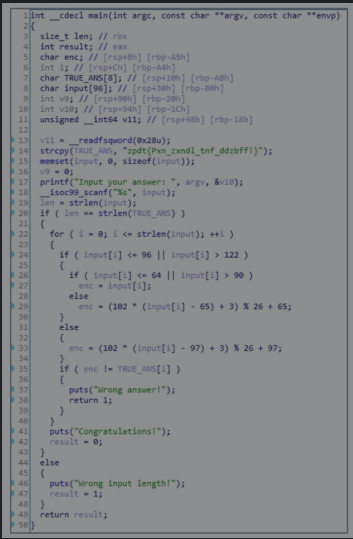 1 int __cdecl main(int argc, const char **argv, const char **envp)
2 {
3 size_t len; // rbx
4 int result; // eax
5 char enc; // [rsp+Bh] [rbp-A5h]
6 int i; // [rsp+Ch] [rbp-A4h]
7 char TRUE_ANS[8]; // [rsp+10h] [rbp-A0h]
8 char input[96]; // [rsp+30h] [rbp-80h]
9 int v9; // [rsp+90h] [rbp-20h]
10 int v10; // [rsp+94h] [rbp-1Ch]
11 unsigned __int64 v11; // [rsp+98h] [rbp-18h]
12
13 v11 = __readfsqword(0x28u);
14 strcpy(TRUE_ANS, "zpdt{Pxn_zxndl_tnf_ddzbff!}");
15 memset(input, 0, sizeof(input));
16 v9 = 0;
17 printf("Input your answer: ", argv, &v10);
18 __isoc99_scanf("%s", input);
19 len = strlen(input);
20 if ( len == strlen(TRUE_ANS) )
21 {
22 for ( i = 0; i <= strlen(input); ++i )
23 {
24 if ( input[i] <= 96 || input[i] > 122 )
25 {
26 if ( input[i] <= 64 || input[i] > 90 )
27 enc = input[i];
28 else
29 enc = (102 * (input[i] - 65) + 3) % 26 + 65;
30 }
31 else
32 {
33 enc = (102 * (input[i] - 97) + 3) % 26 + 97;
34 }
35 if ( enc != TRUE_ANS[i] )
36 {
37 puts("Wrong answer!");
38 return 1;
39 }
40 }
41 puts("Congratulations!");
42 result = 0;
43 }
44 else
45 {
46 puts("Wrong input length!");
47 result = 1;
48 }
49 return result;
50 }